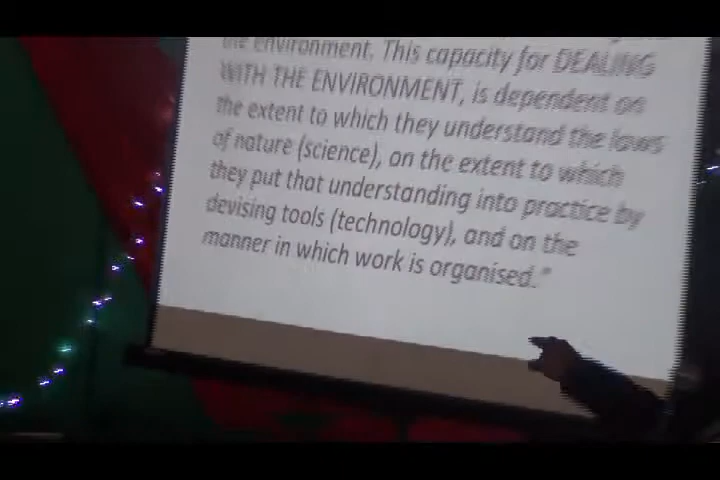 the environment. This capacity for DEALING
WITH THE ENVIRONMENT, is dependent on
the extent to which they understand the laws
of nature (science), on the extent to which
they put that understanding into practice by
devising tools (technology), and on the
manner in which work is organised."